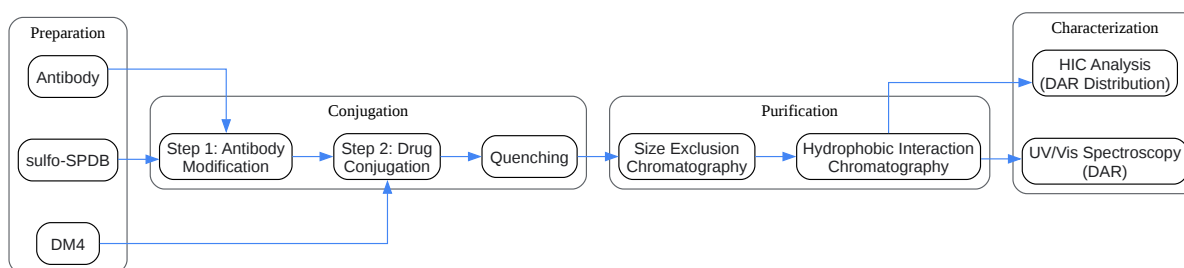 Preparation
Antibody
sulfo-SPDB
DM4
Conjugation
Step 1: Antibody
Modification
Step 2: Drug
Conjugation
Quenching
Purification
Size Exclusion
Chromatography
Hydrophobic Interaction
Chromatography
Characterization
HIC Analysis
(DAR Distribution)
UV/Vis Spectroscopy
(DAR)